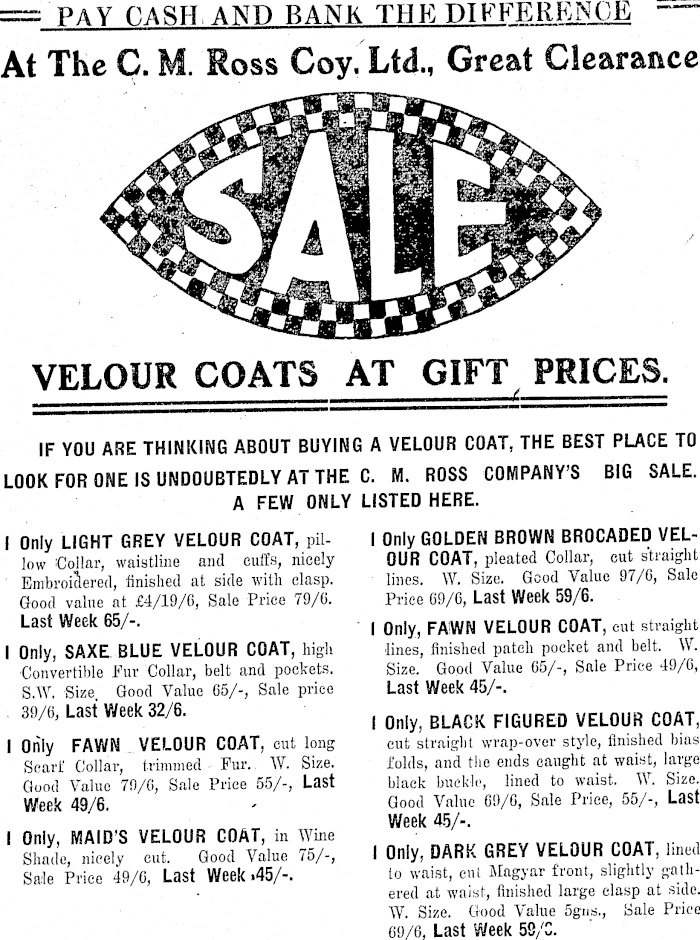 PAY CASH AND BANK THE DIFFERENCE
At The C. M. Ross Coy. Ltd., Great Clearance
SALE
VELOUR COATS AT GIFT PRICES.
IF YOU ARE THINKING ABOUT BUYING A VELOUR COAT, THE BEST PLACE TO
LOOK FOR ONE IS UNDOUBTEDLY AT THE C. M. ROSS COMPANY'S BIG SALE.
A FEW ONLY LISTED HERE.
I Only LIGHT GREY VELOUR COAT, pil-
low Collar, waistline and cuffs, nicely
Embroidered, finished at side with clasp.
Good value at £4/19/6, Sale Price 79/6.
Last Week 65/-.
I Only, SAXE BLUE VELOUR COAT, high
Convertible Fur Collar, belt and pockets.
S.W. Size. Good Value 65/-, Sale price
39/6, Last Week 32/6.
I Only FAWN VELOUR COAT, cut long
Scarf Collar, trimmed Fur. W. Size.
Good Value 79/6, Sale Price 55/-, Last
Week 49/6.
I Only, MAID'S VELOUR COAT, in Wine
Shade, nicely cut. Good Value 75/-,
Sale Price 49/6, Last Week 45/-.
I Only GOLDEN BROWN BROCADED VEL-
OUR COAT, pleated Collar, cut straight
lines. W. Size. Good Value 97/6, Sale
Price 69/6, Last Week 59/6.
I Only, FAWN VELOUR COAT, cut straight
lines, finished patch pocket and belt. W.
Size. Good Value 65/-, Sale Price 49/6,
Last Week 45/-.
I Only, BLACK FIGURED VELOUR COAT,
cut straight wrap-over style, finished bias
folds, and the ends caught at waist, large
black buckle, lined to waist. W. Size.
Good Value 69/6, Sale Price, 55/-, Last
Week 45/-.
I Only, DARK GREY VELOUR COAT, lined
to waist, cut Magyar front, slightly gath-
ered at waist, finished large clasp at side.
W. Size. Good Value 5gns., Sale Price
69/6, Last Week 59/6.